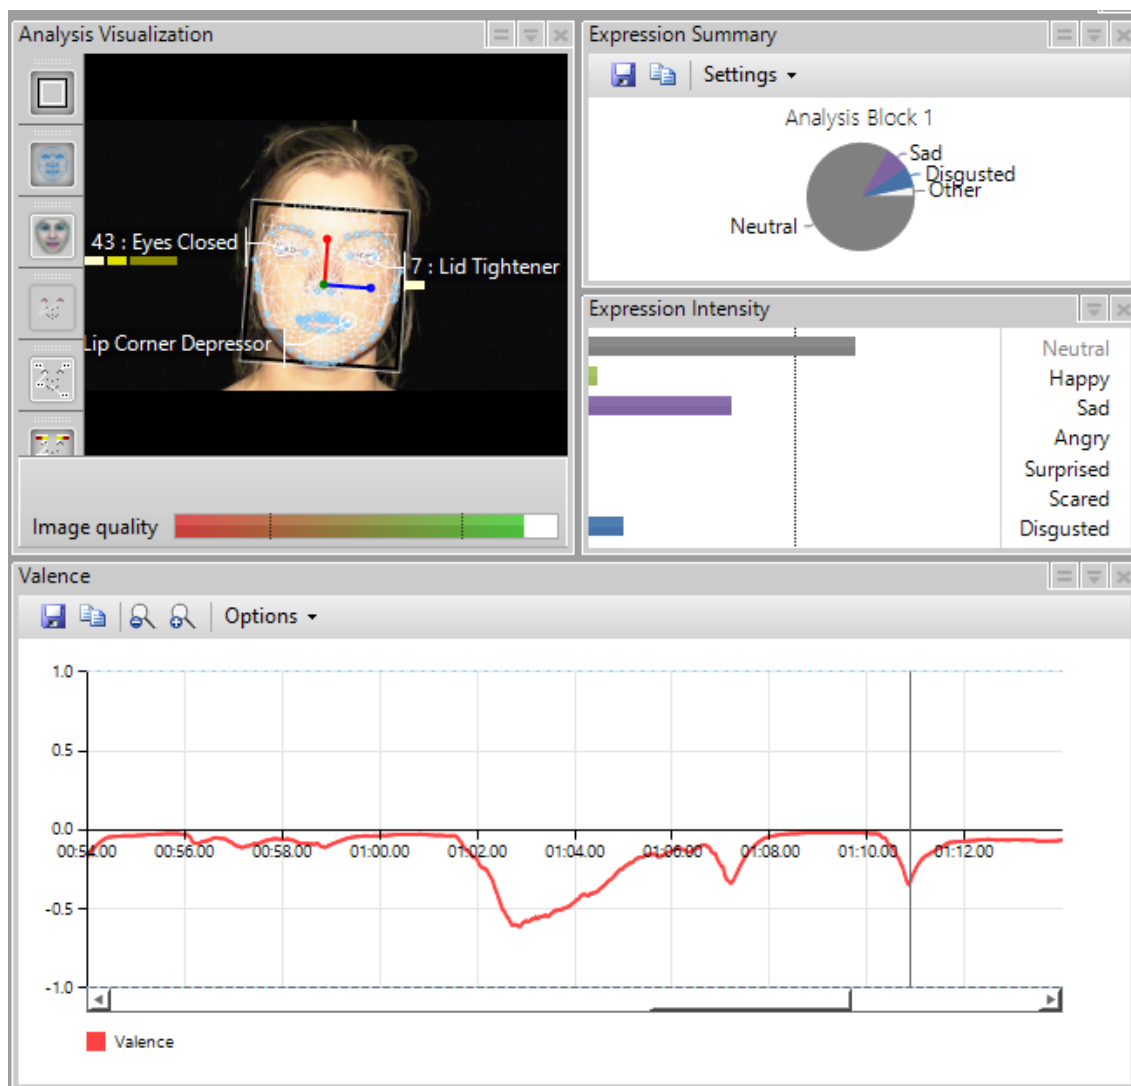 Analysis Visualization
43 : Eyes Closed
7 : Lid Tightener
Lip Corner Depressor
Image quality
Expression Summary
Settings
Analysis Block 1
Sad
Disgusted
Other
Neutral
Expression Intensity
Neutral
Happy
Sad
Angry
Surprised
Scared
Disgusted
Valence
Options
1.0
0.5
0.0
00:54.00 00:56.00 00:58.00 01:00.00 01:02.00 01:04.00 01:06.00 01:08.00 01:10.00 01:12.00
-0.5
-1.0
Valence